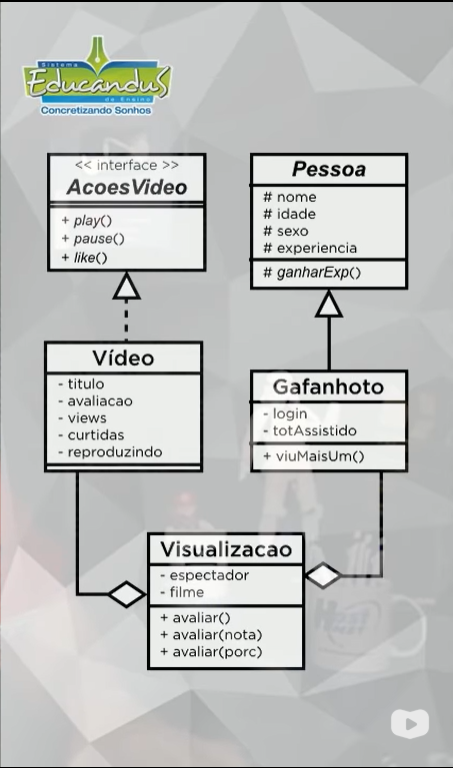 Sistema
Educandus
de Ensino
Concretizando Sonhos
<< interface >>
AcoesVideo
+ play()
+ pause()
+ like()
Pessoa
# nome
# idade
# sexo
# experiencia
# ganharExp()
Vídeo
- titulo
- avaliacao
- views
- curtidas
- reproduzindo
Gafanhoto
- login
- totAssistido
+ viuMaisUm()
Visualizacao
- espectador
- filme
+ avaliar()
+ avaliar(nota)
+ avaliar(porc)